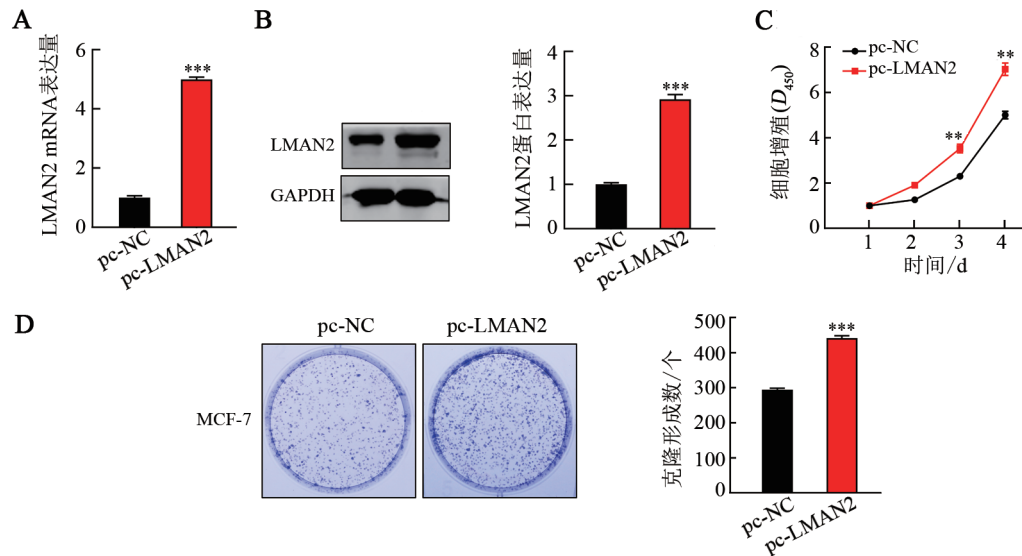 A
LMAN2 mRNA表达量
6
4
2
0
***
pc-NC
pc-LMAN2
B
LMAN2
GAPDH
LMAN2蛋白表达量
4
3
2
1
0
***
pc-NC
pc-LMAN2
C
pc-NC
pc-LMAN2
细胞增殖(D450)
8
6
4
2
0
**
**
1 2 3 4
时间/d
D
pc-NC pc-LMAN2
MCF-7
克隆形成数/个
500
400
300
200
100
0
***
pc-NC
pc-LMAN2